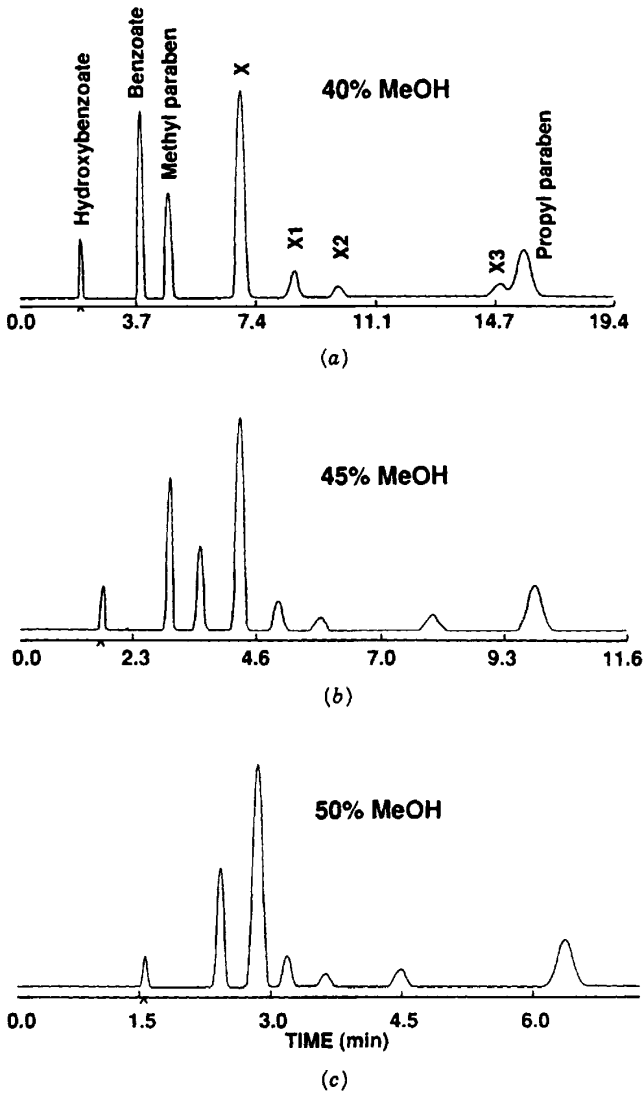 Hydroxybenzoate
Benzoate
Methyl paraben
X
X1
X2
X3
Propyl paraben
40% MeOH
0.0 3.7 7.4 11.1 14.7 19.4
(a)
45% MeOH
0.0 2.3 4.6 7.0 9.3 11.6
(b)
50% MeOH
0.0 1.5 3.0 4.5 6.0
TIME (min)
(c)